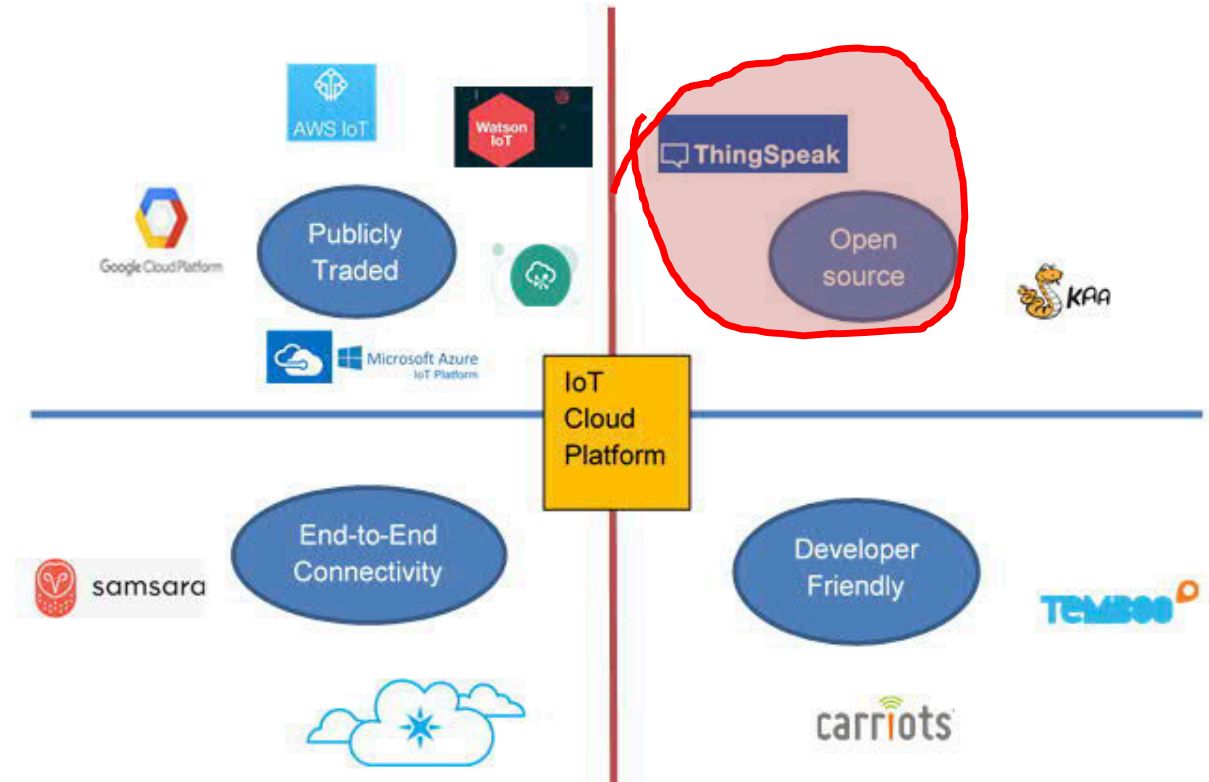 AWS IoT
Watson
IoT
ThingSpeak
Google Cloud Platform
Publicly
Traded
Open
source
KAA
Microsoft Azure
IoT Platform
IoT
Cloud
Platform
End-to-End
Connectivity
samsara
Developer
Friendly
TEMBOO
carriots